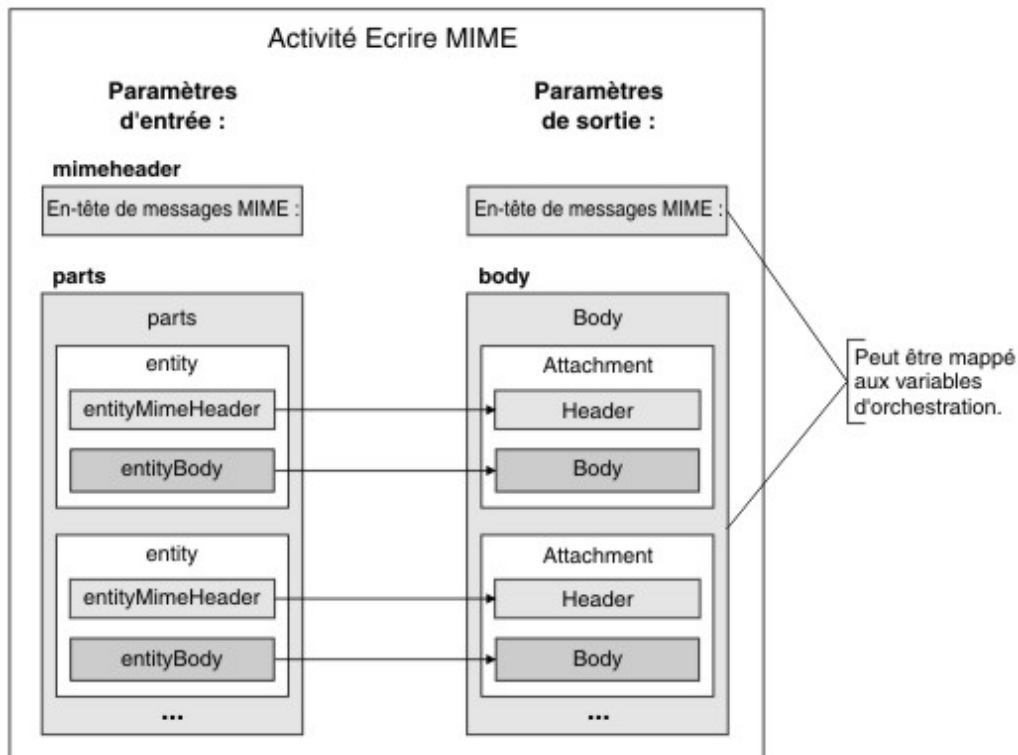 Activité Ecrire MIME
Paramètres
d'entrée :
mimeheader
En-tête de messages MIME :
parts
parts
entity
entityMimeHeader
entityBody
entity
entityMimeHeader
entityBody
...
Paramètres
de sortie :
En-tête de messages MIME :
body
Body
Attachment
Header
Body
Attachment
Header
Body
...
Peut être mappé
aux variables
d'orchestration.